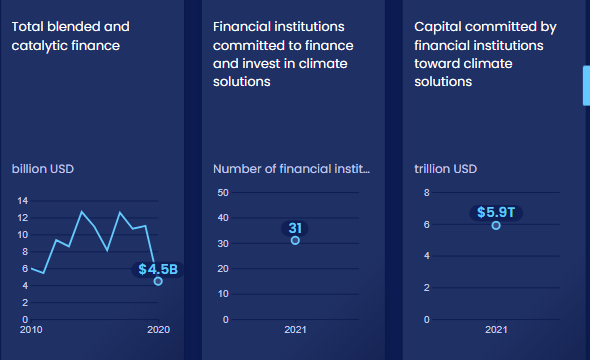 Total blended and
catalytic finance
billion USD
14
12
10
8
6
4
2
0
$4.5B
2010
2020
Financial institutions
committed to finance
and invest in climate
solutions
Number of financial instit...
50
40
30
20
10
0
31
2021
Capital committed by
financial institutions
toward climate
solutions
trillion USD
8
6
4
2
0
$5.9T
2021